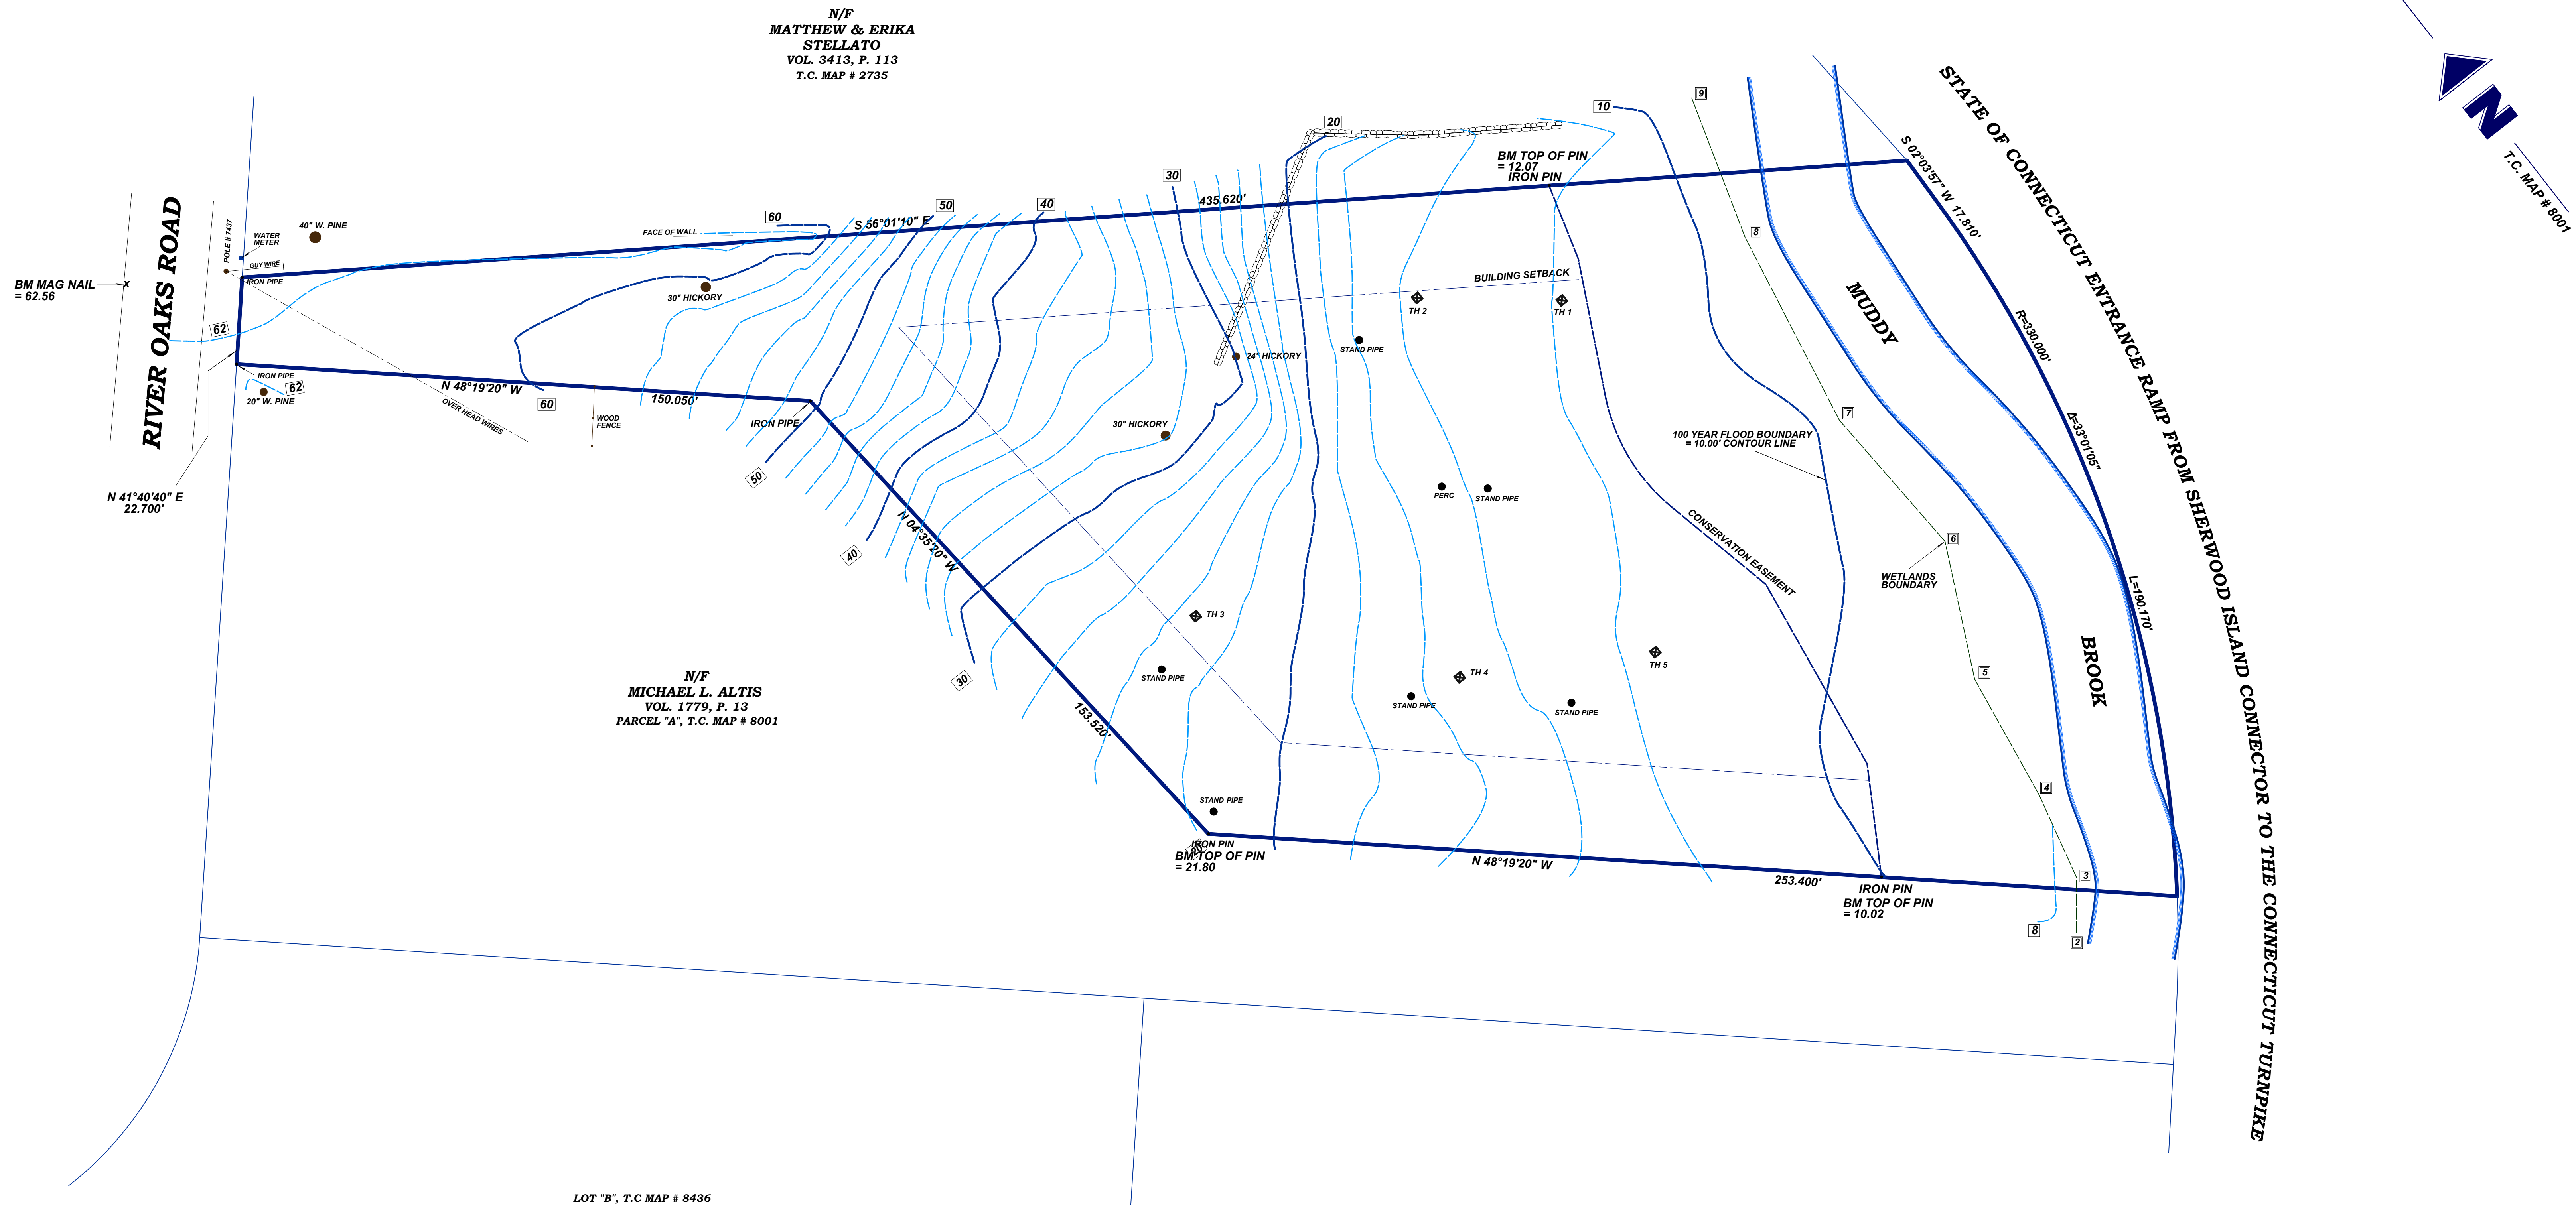 N/F
MATTHEW & ERIKA
STELLATO
VOL. 3413, P. 113
T.C. MAP # 2735
N
T.C. MAP # 8001
STATE OF CONNECTICUT ENTRANCE RAMP FROM SHERWOOD ISLAND CONNECTOR TO THE CONNECTICUT TURNPIKE
S 02°03'57" W 17.810'
R=330.000'
Δ=33°01'05"
L=190.170'
9
8
7
6
5
4
3
2
10
20
BM TOP OF PIN
= 12.07
IRON PIN
30
435.620'
40
50
60
S 56°01'10" E
FACE OF WALL
40" W. PINE
POLE # 7437
WATER
METER
GUY WIRE
IRON PIPE
RIVER OAKS ROAD
BM MAG NAIL
= 62.56
x
62
62
IRON PIPE
20" W. PINE
N 41°40'40" E
22.700'
OVER HEAD WIRES
N 48°19'20" W
60
WOOD
FENCE
150.050'
30" HICKORY
IRON PIPE
50
40
30
N 04°35'20" W
153.520'
24" HICKORY
30" HICKORY
BUILDING SETBACK
TH 2
TH 1
STAND PIPE
PERC
STAND PIPE
TH 3
STAND PIPE
TH 4
STAND PIPE
STAND PIPE
TH 5
STAND PIPE
CONSERVATION EASEMENT
100 YEAR FLOOD BOUNDARY
= 10.00' CONTOUR LINE
WETLANDS
BOUNDARY
MUDDY
BROOK
N/F
MICHAEL L. ALTIS
VOL. 1779, P. 13
PARCEL "A", T.C. MAP # 8001
20
IRON PIN
BM TOP OF PIN
= 21.80
N 48°19'20" W
253.400'
IRON PIN
BM TOP OF PIN
= 10.02
8
LOT "B", T.C MAP # 8436